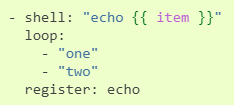 - shell: "echo {{ item }}"
  loop:
    - "one"
    - "two"
  register: echo